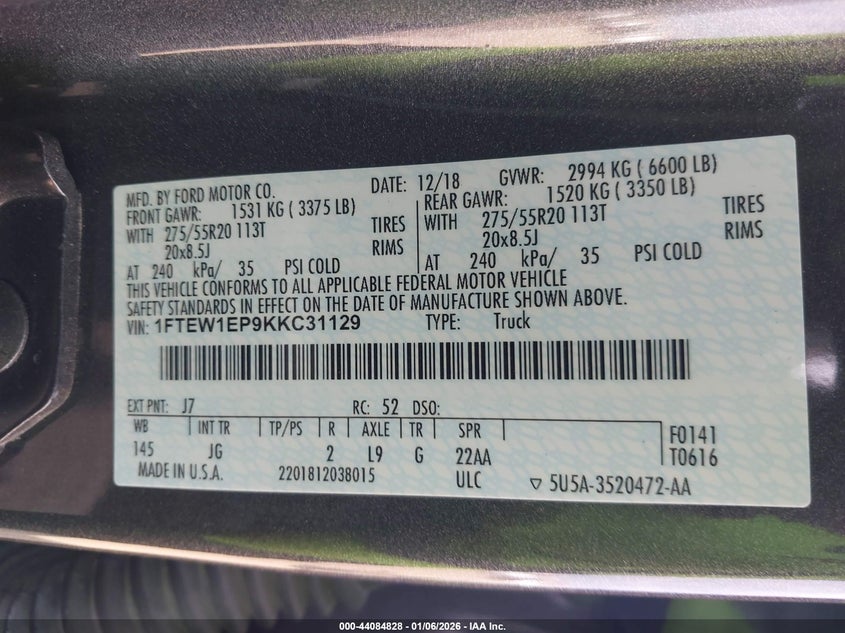 MFD. BY FORD MOTOR CO.
DATE: 12/18 GVWR: 2994 KG ( 6600 LB)
FRONT GAWR: 1531 KG ( 3375 LB)
WITH 275/55R20 113T TIRES
20x8.5J RIMS
AT 240 kPa/ 35 PSI COLD
REAR GAWR: 1520 KG ( 3350 LB)
WITH 275/55R20 113T TIRES
20x8.5J RIMS
AT 240 kPa/ 35 PSI COLD
THIS VEHICLE CONFORMS TO ALL APPLICABLE FEDERAL MOTOR VEHICLE
SAFETY STANDARDS IN EFFECT ON THE DATE OF MANUFACTURE SHOWN ABOVE.
VIN: 1FTEW1EP9KKC31129 TYPE: Truck
EXT PNT: J7 RC: 52 DSO:
WB INT TR TP/PS R AXLE TR SPR
145 JG 2 L9 G 22AA
F0141
T0616
MADE IN U.S.A. 2201812038015 ULC ▽ 5U5A-3520472-AA
000-44084828 - 01/06/2026 - IAA Inc.